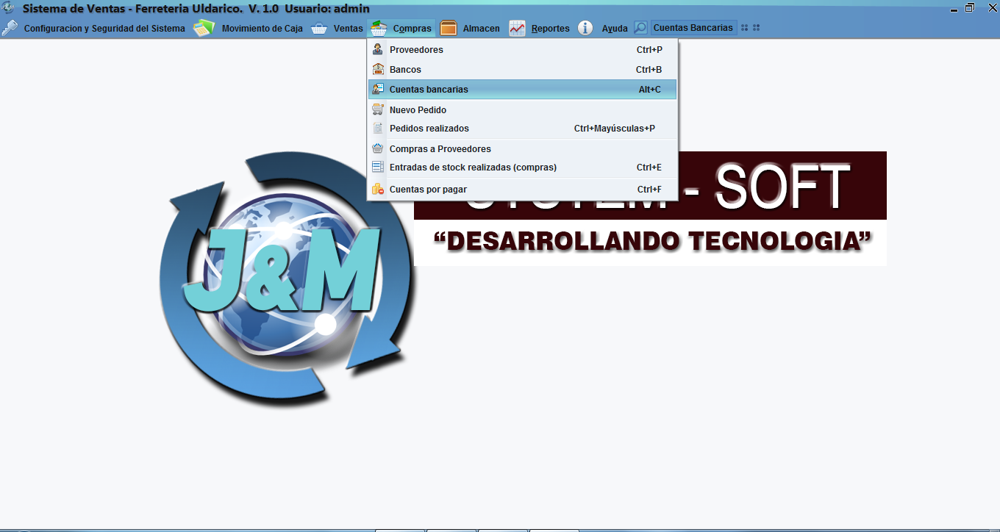 Sistema de Ventas - Ferreteria Uldarico. V. 1.0 Usuario: admin
Configuracion y Seguridad del Sistema Movimiento de Caja Ventas Compras Almacen Reportes Ayuda Cuentas Bancarias
Proveedores Ctrl+P
Bancos Ctrl+B
Cuentas bancarias Alt+C
Nuevo Pedido
Pedidos realizados Ctrl+Mayúsculas+P
Compras a Proveedores
Entradas de stock realizadas (compras) Ctrl+E
Cuentas por pagar Ctrl+F
- SOFT
“DESARROLLANDO TECNOLOGIA”
J&M